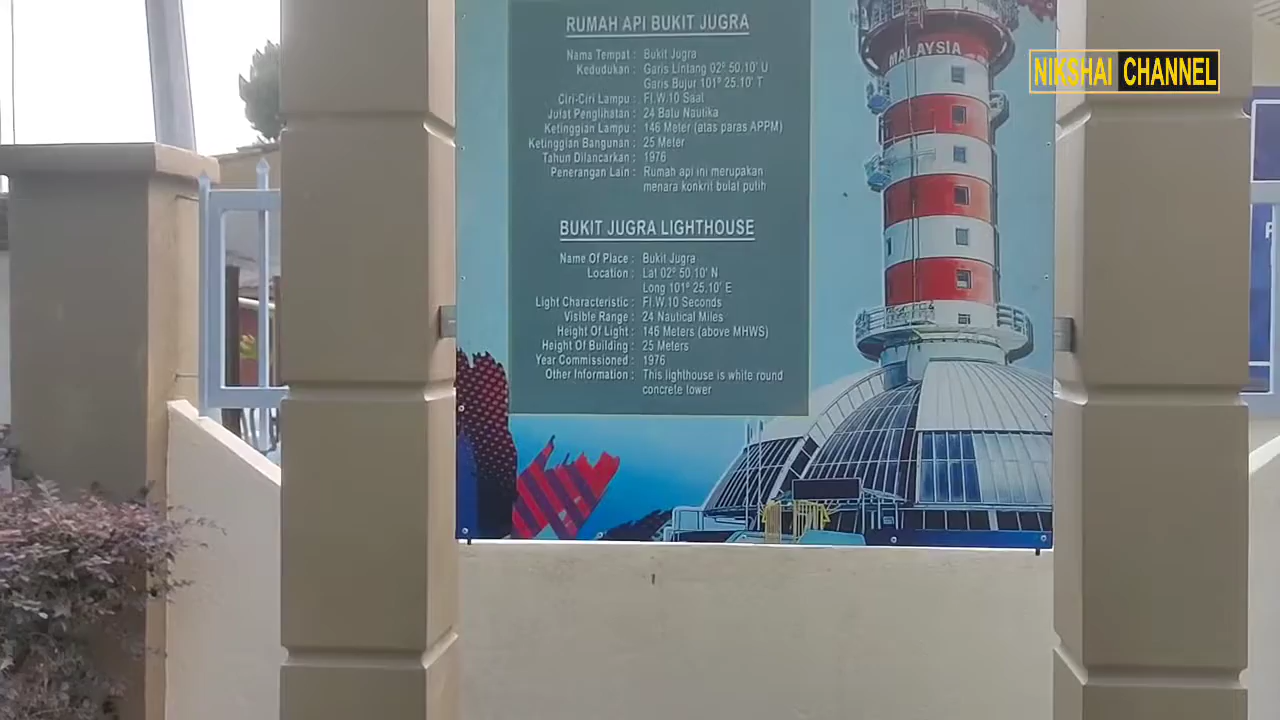 RUMAH API BUKIT JUGRA
Nama Tempat : Bukit Jugra
Kedudukan : Garis Lintang 02° 50.10' U
Garis Bujur 101° 25.10' T
Ciri-Ciri Lampu : Fl.W.10 Saat
Julat Penglihatan : 24 Batu Nautika
Ketinggian Lampu : 146 Meter (atas paras APPM)
Ketinggian Bangunan : 25 Meter
Tahun Dilancarkan : 1976
Penerangan Lain : Rumah api ini merupakan
menara konkrit bulat putih
BUKIT JUGRA LIGHTHOUSE
Name Of Place : Bukit Jugra
Location : Lat 02° 50.10' N
Long 101° 25.10' E
Light Characteristic : Fl.W.10 Seconds
Visible Range : 24 Nautical Miles
Height Of Light : 146 Meters (above MHWS)
Height Of Building : 25 Meters
Year Commissioned : 1976
Other Information : This lighthouse is white round
concrete tower
MALAYSIA
NIKSHAI CHANNEL